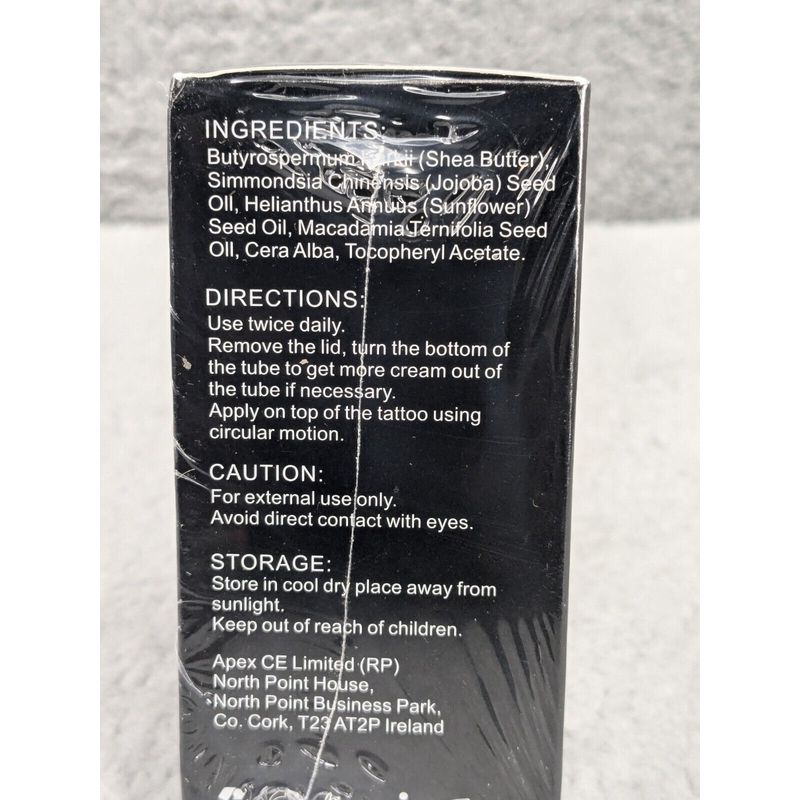 INGREDIENTS:
Butyrospermum (Shea Butter),
Simmondsia Chinensis (Jojoba) Seed
OIl, Helianthus Annuus (Sunflower)
Seed Oil, Macadamia Ternifolia Seed
OIl, Cera Alba, Tocopheryl Acetate.
DIRECTIONS:
Use twice daily.
Remove the lid, turn the bottom of
the tube to get more cream out of
the tube if necessary.
Apply on top of the tattoo using
circular motion.
CAUTION:
For external use only.
Avoid direct contact with eyes.
STORAGE:
Store in cool dry place away from
sunlight.
Keep out of reach of children.
Apex CE Limited (RP)
North Point House,
North Point Business Park,
Co. Cork, T23 AT2P Ireland